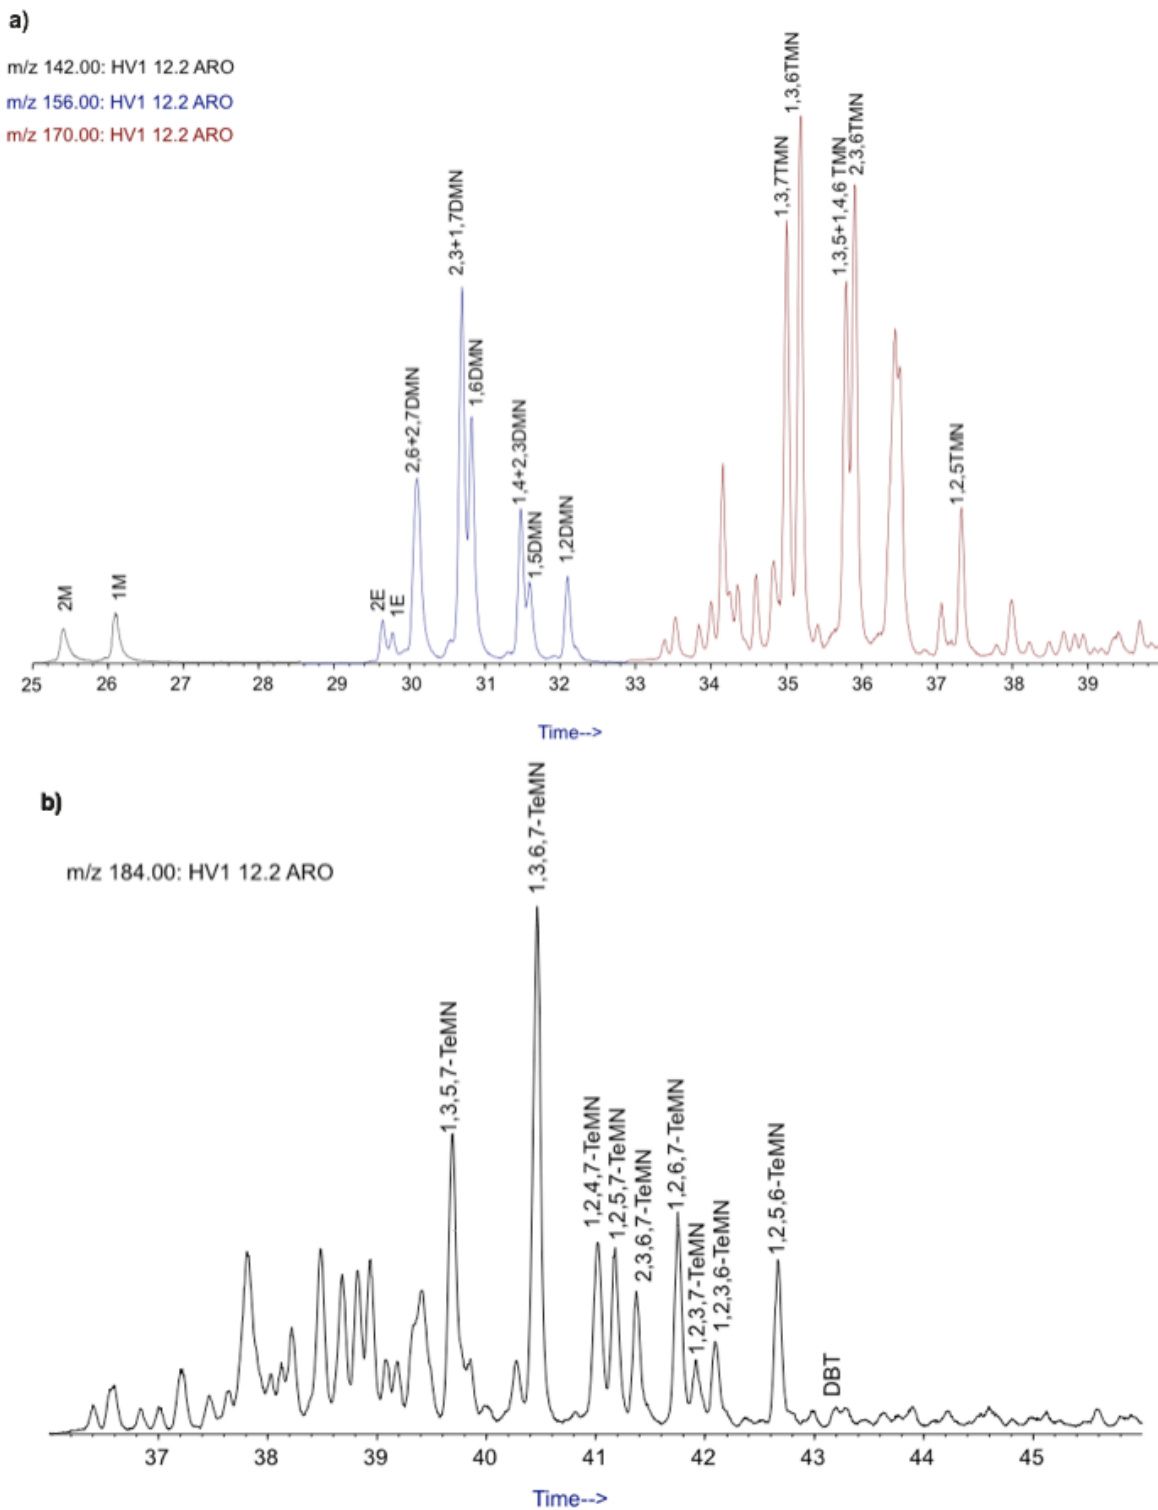 a)
m/z 142.00: HV1 12.2 ARO
m/z 156.00: HV1 12.2 ARO
m/z 170.00: HV1 12.2 ARO
2M
1M
2E
1E
2,6+2,7DMN
2,3+1,7DMN
1,6DMN
1,4+2,3DMN
1,5DMN
1,2DMN
1,3,7TMN
1,3,6TMN
1,3,5+1,4,6 TMN
2,3,6TMN
1,2,5TMN
25 26 27 28 29 30 31 32 33 34 35 36 37 38 39
Time-->
b)
m/z 184.00: HV1 12.2 ARO
1,3,5,7-TeMN
1,3,6,7-TeMN
1,2,4,7-TeMN
1,2,5,7-TeMN
2,3,6,7-TeMN
1,2,6,7-TeMN
1,2,3,7-TeMN
1,2,3,6-TeMN
1,2,5,6-TeMN
DBT
37 38 39 40 41 42 43 44 45
Time-->